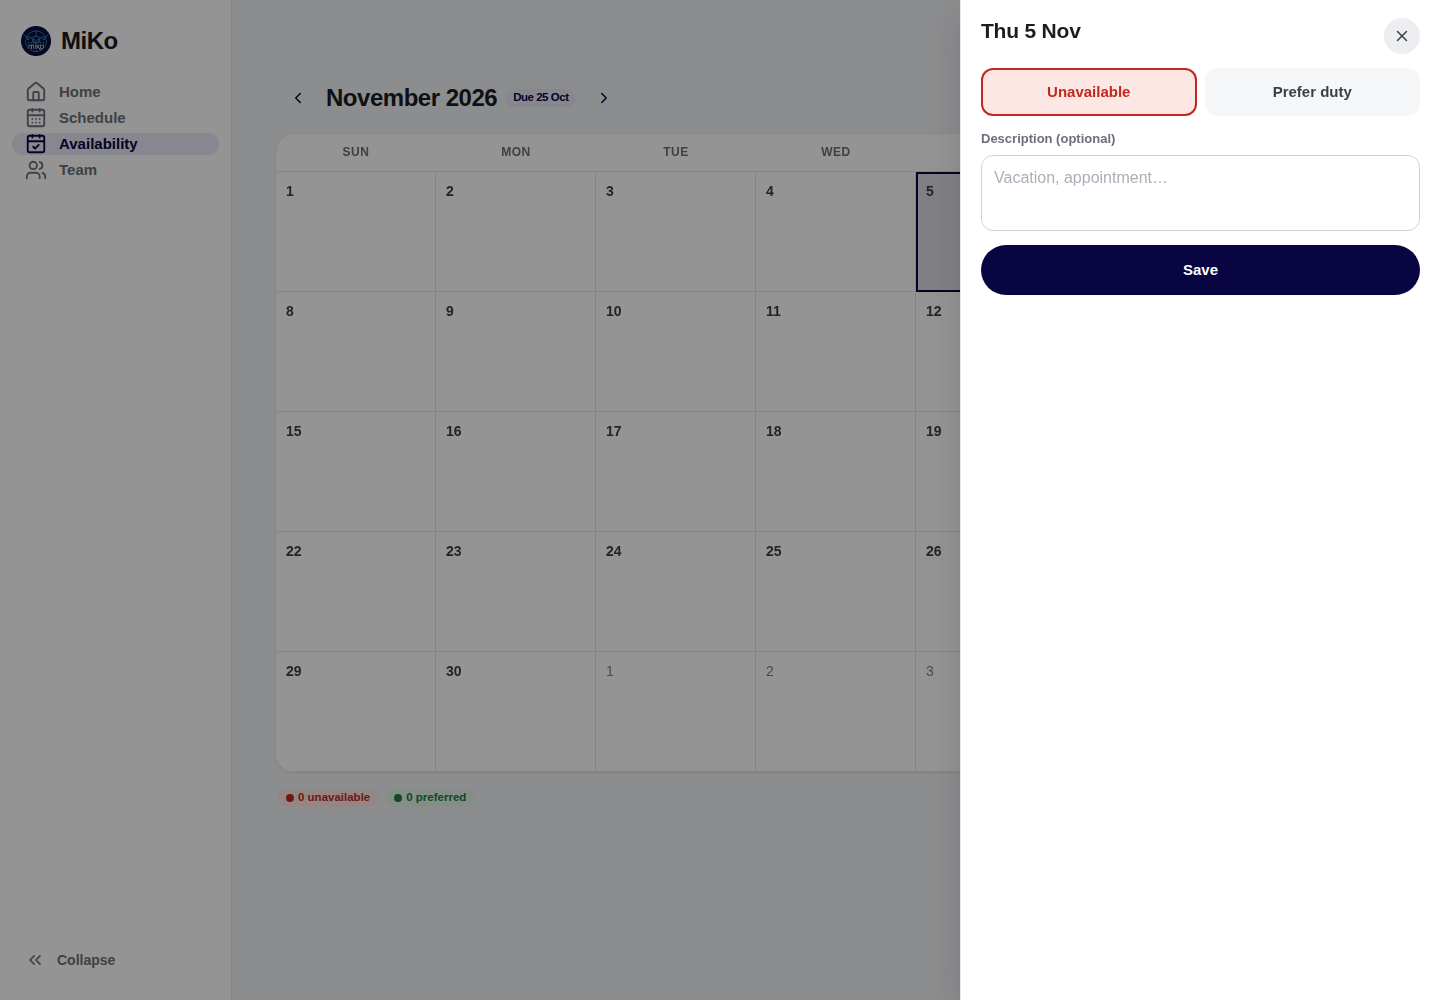 miko
MiKo
Home
Schedule
Availability
Team
Collapse
November 2026
Due 25 Oct
SUN MON TUE WED
1 2 3 4 5
8 9 10 11 12
15 16 17 18 19
22 23 24 25 26
29 30 1 2 3
0 unavailable
0 preferred
Thu 5 Nov
Unavailable
Prefer duty
Description (optional)
Vacation, appointment…
Save